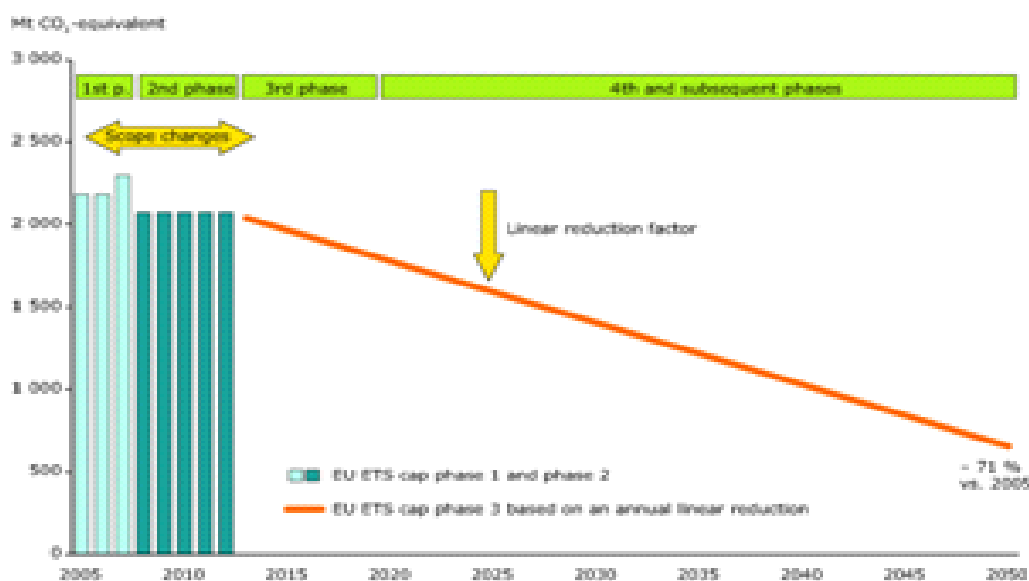 Mt CO₂-equivalent
3 000
1st p. 2nd phase 3rd phase 4th and subsequent phases
Scope changes
2 500
2 000
Linear reduction factor
1 500
1 000
500
EU ETS cap phase 1 and phase 2
– 71 %
vs. 2005
EU ETS cap phase 3 based on an annual linear reduction
0
2005 2010 2015 2020 2025 2030 2035 2040 2045 2050